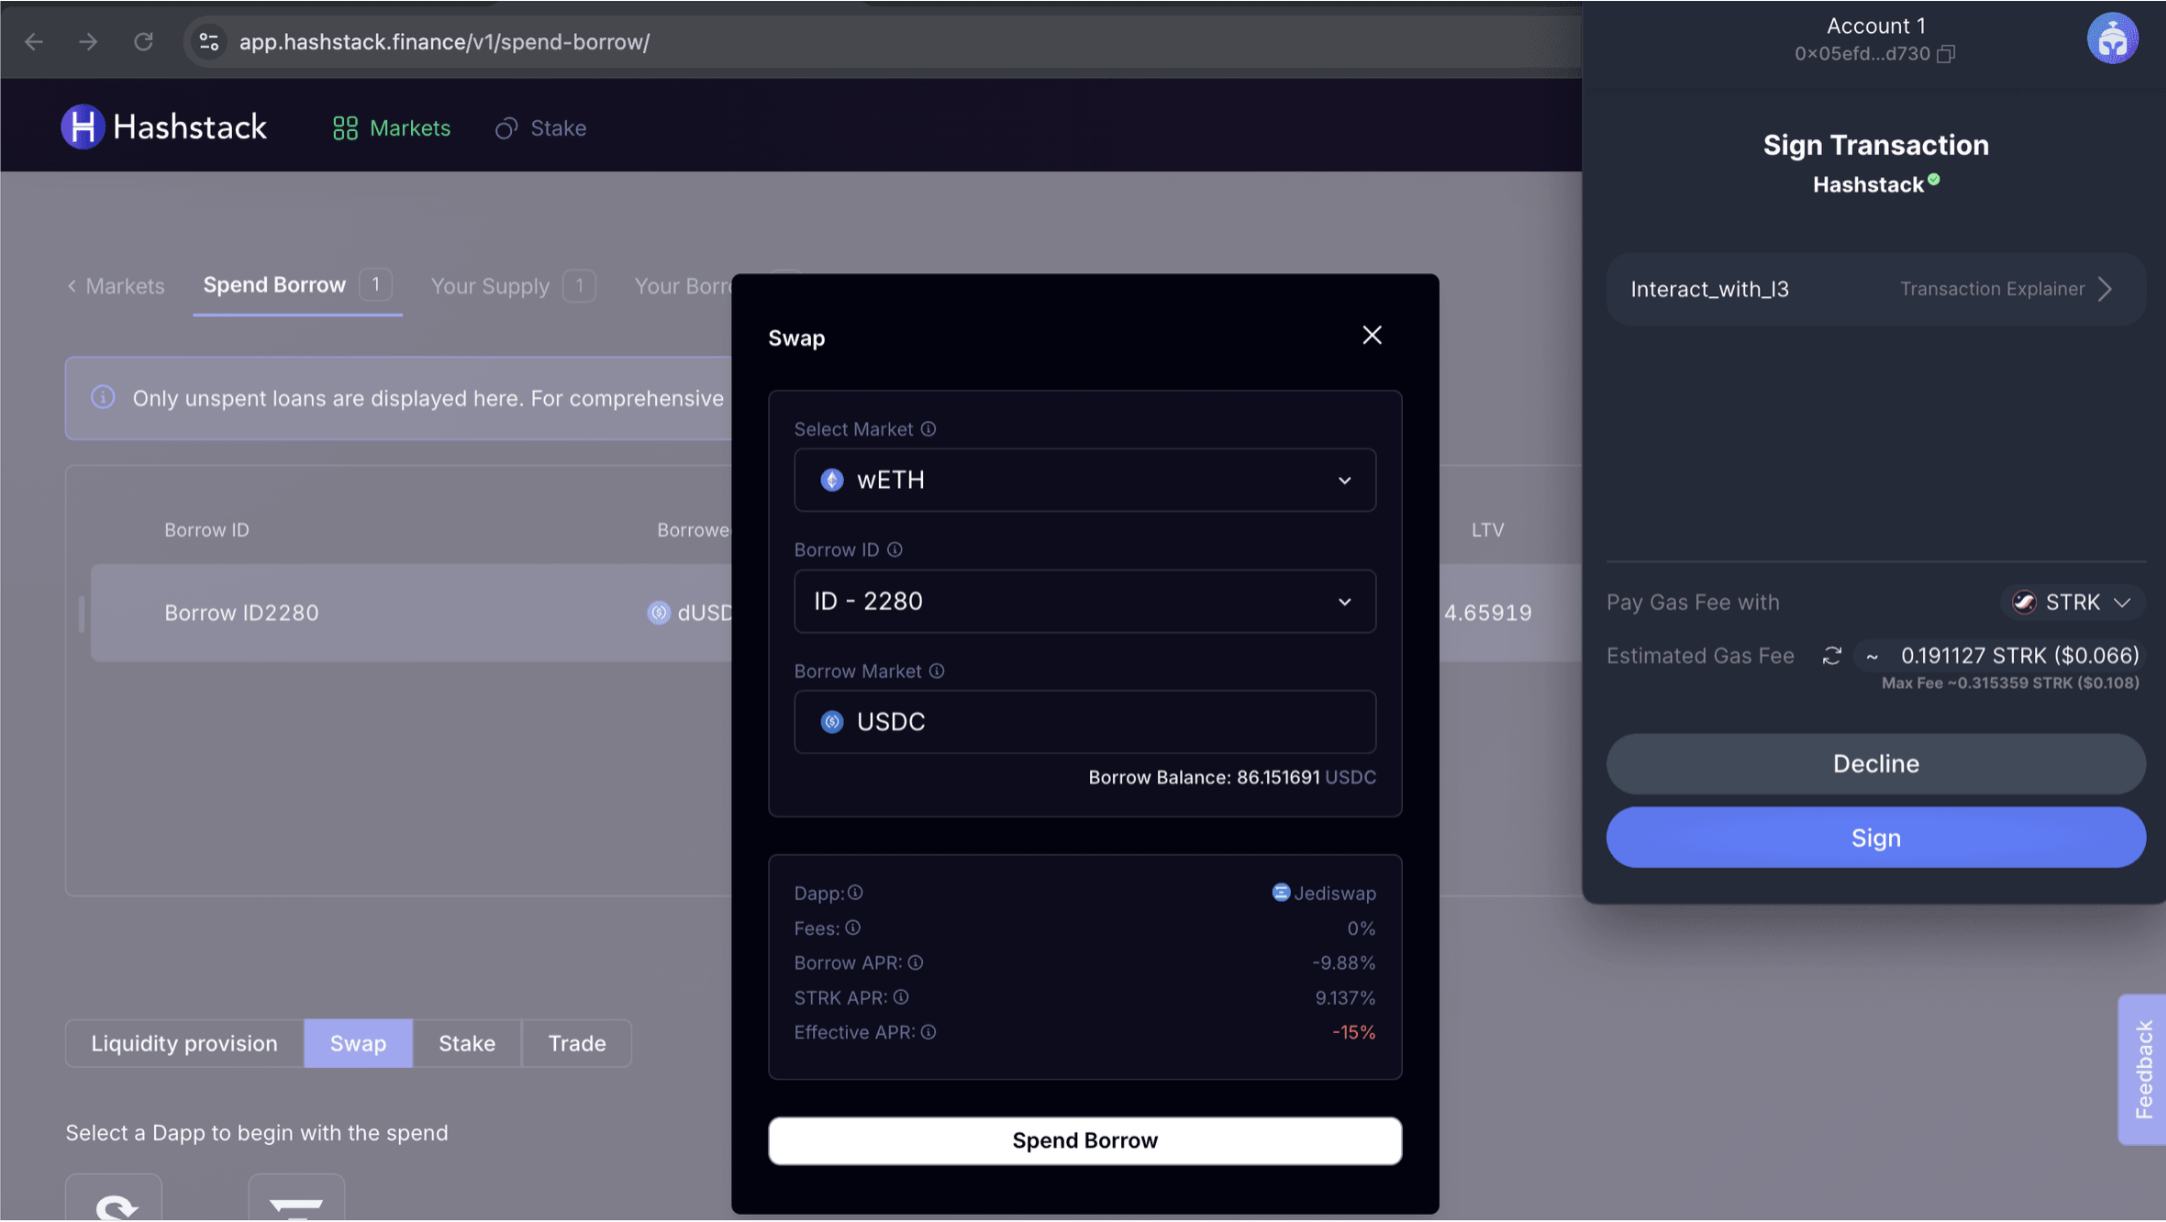 app.hashstack.finance/v1/spend-borrow/
Hashstack
Markets
Stake
Markets
Spend Borrow 1
Your Supply 1
Your
Only unspent loans are displayed here. For comprehensive
Borrow ID
LTV
Borrow ID2280
4.65919
Liquidity provision
Swap
Stake
Trade
Select a Dapp to begin with the spend
Swap
Select Market
wETH
Borrow ID
ID - 2280
Borrow Market
USDC
Borrow Balance: 86.151691 USDC
Dapp: Jediswap
Fees: 0%
Borrow APR: -9.88%
STRK APR: 9.137%
Effective APR: -15%
Spend Borrow
Account 1
0x05efd...d730
Sign Transaction
Hashstack
Interact_with_l3 Transaction Explainer
Pay Gas Fee with STRK
Estimated Gas Fee ~ 0.191127 STRK ($0.066)
Max Fee ~0.315359 STRK ($0.108)
Decline
Sign
Feedback